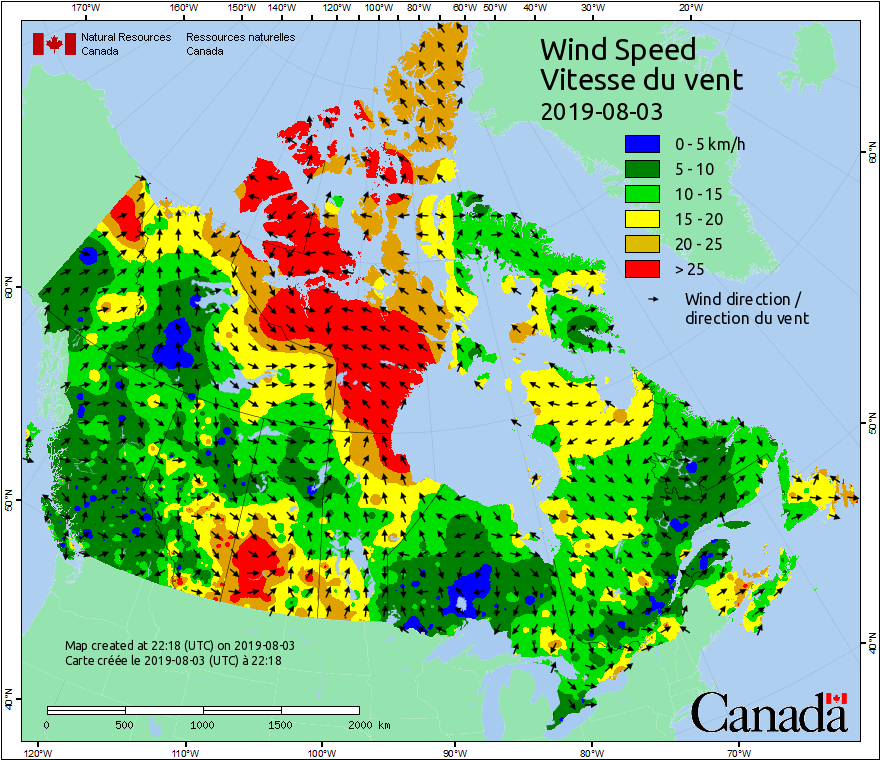 170°W 160°W 150°W 140°W 120°W 100°W 80°W 60°W 50°W 40°W 30°W 20°W
Natural Resources Ressources naturelles
Canada Canada
Wind Speed
Vitesse du vent
2019-08-03
0 - 5 km/h
5 - 10
10 - 15
15 - 20
20 - 25
> 25
Wind direction /
direction du vent
60°N 60°N
50°N 50°N
40°N 40°N
Map created at 22:18 (UTC) on 2019-08-03
Carte créée le 2019-08-03 (UTC) à 22:18
0 500 1000 1500 2000 km
Canada
120°W 110°W 100°W 90°W 80°W 70°W